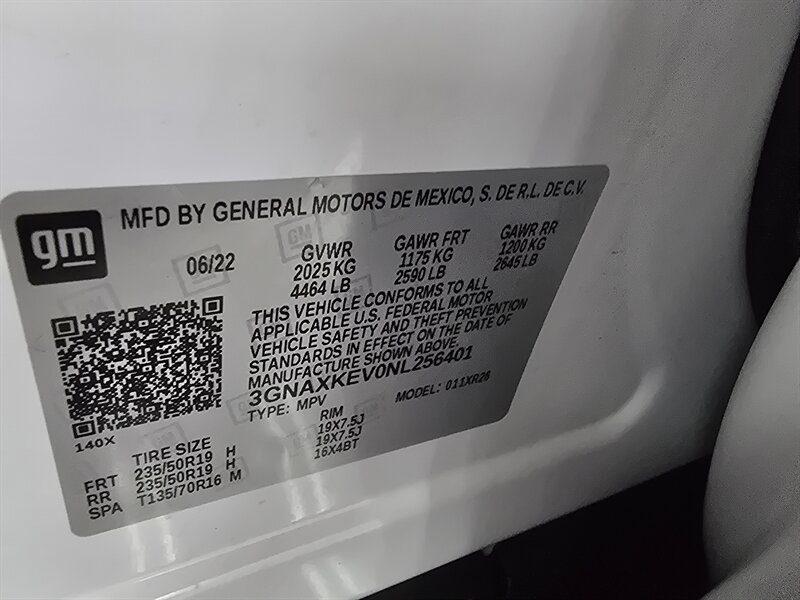 gm
MFD BY GENERAL MOTORS DE MEXICO, S. DE R.L. DE C.V.
06/22
GVWR
2025 KG
4464 LB
GAWR FRT
1175 KG
2590 LB
GAWR RR
1200 KG
2645 LB
THIS VEHICLE CONFORMS TO ALL
APPLICABLE U.S. FEDERAL MOTOR
VEHICLE SAFETY AND THEFT PREVENTION
STANDARDS IN EFFECT ON THE DATE OF
MANUFACTURE SHOWN ABOVE.
3GNAXKEV0NL256401
TYPE: MPV
MODEL: 011XR26
140X
TIRE SIZE
RIM
FRT 235/50R19 H 19X7.5J
RR 235/50R19 H 19X7.5J
SPA T135/70R16 M 16X4BT